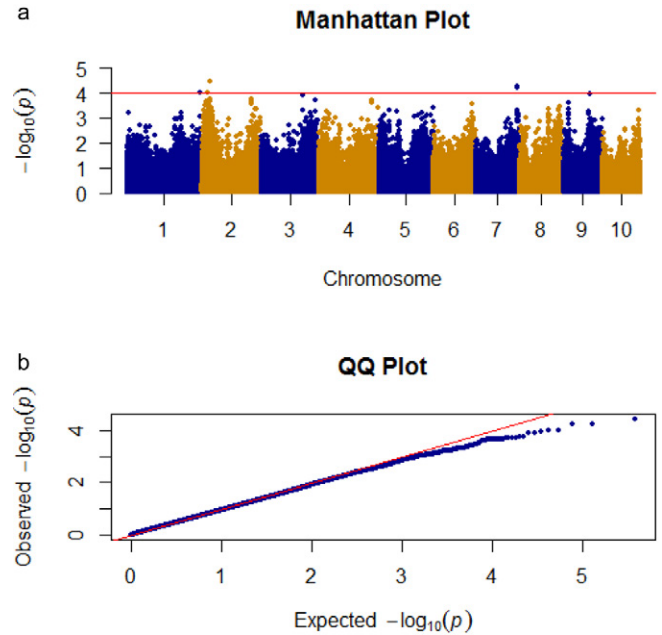 a
Manhattan Plot
−log10(p)
5
4
3
2
1
0
1 2 3 4 5 6 7 8 9 10
Chromosome
b
QQ Plot
Observed −log10(p)
4
2
0
0 1 2 3 4 5
Expected −log10(p)